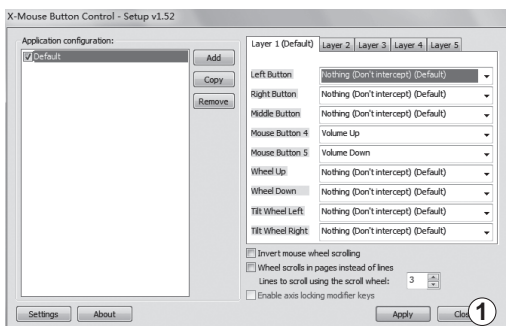 X-Mouse Button Control - Setup v1.52
Application configuration:
Default
Add
Copy
Remove
Layer 1 (Default) Layer 2 Layer 3 Layer 4 Layer 5
Left Button Nothing (Don't intercept) (Default)
Right Button Nothing (Don't intercept) (Default)
Middle Button Nothing (Don't intercept) (Default)
Mouse Button 4 Volume Up
Mouse Button 5 Volume Down
Wheel Up Nothing (Don't intercept) (Default)
Wheel Down Nothing (Don't intercept) (Default)
Tilt Wheel Left Nothing (Don't intercept) (Default)
Tilt Wheel Right Nothing (Don't intercept) (Default)
Invert mouse wheel scrolling
Wheel scrolls in pages instead of lines
Lines to scroll using the scroll wheel: 3
Enable axis locking modifier keys
Settings About Apply Clos 1